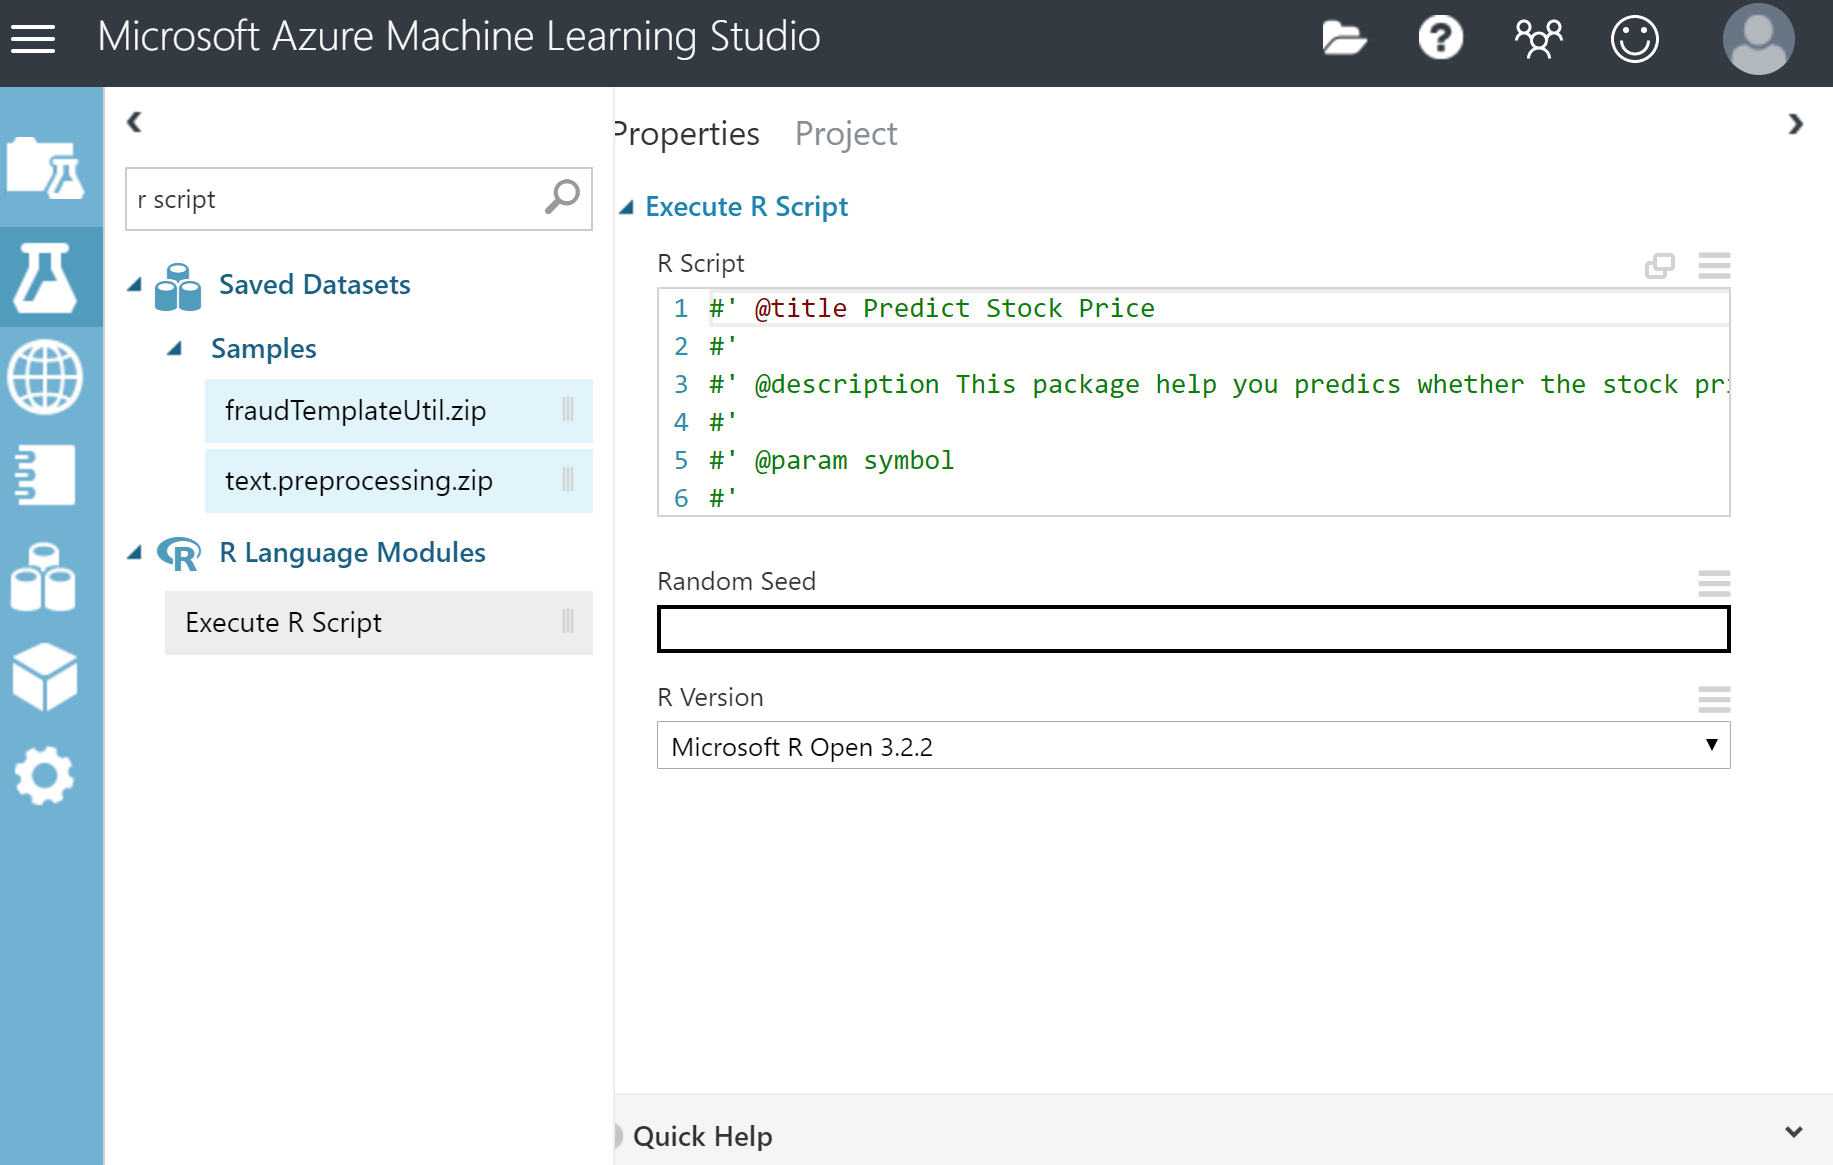 Microsoft Azure Machine Learning Studio
r script
Saved Datasets
Samples
fraudTemplateUtil.zip
text.preprocessing.zip
R Language Modules
Execute R Script
Properties Project
Execute R Script
R Script
1 #' @title Predict Stock Price
2 #'
3 #' @description This package help you predics whether the stock pri
4 #'
5 #' @param symbol
6 #'
Random Seed
R Version
Microsoft R Open 3.2.2
Quick Help